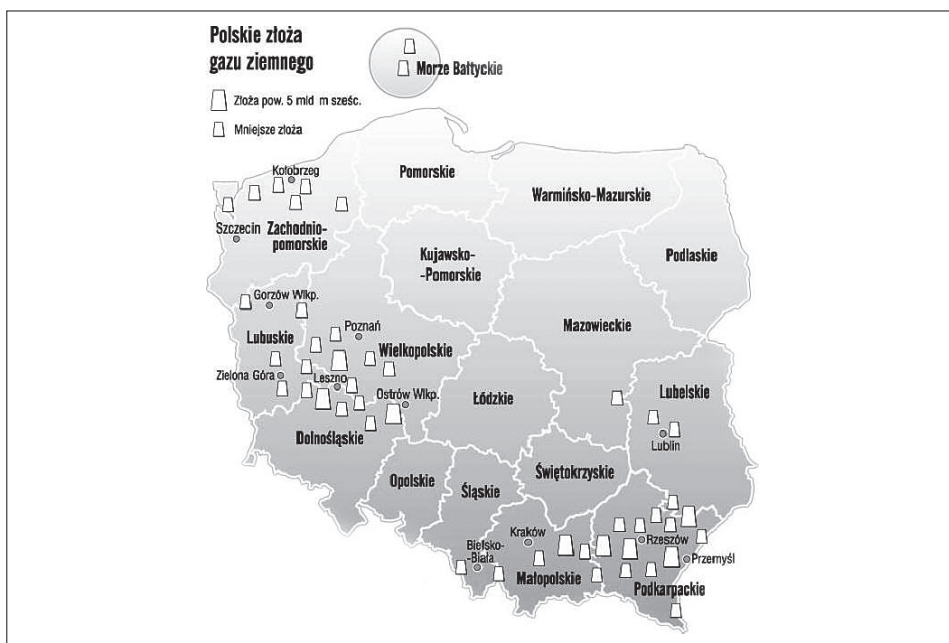 Polskie złoża
gazu ziemnego
Złoża pow. 5 mld m sześc.
Mniejsze złoża
Morze Bałtyckie
Kołobrzeg
Pomorskie
Warmińsko-Mazurskie
Szczecin
Zachodnio-
pomorskie
Kujawsko-
-Pomorskie
Podlaskie
Gorzów Wlkp.
Mazowieckie
Lubuskie
Poznań
Wielkopolskie
Zielona Góra
Leszno
Ostrów Wlkp.
Łódzkie
Lubelskie
Lublin
Dolnośląskie
Opolskie
Śląskie
Świętokrzyskie
Kraków
Rzeszów
Bielsko-
-Biała
Przemyśl
Małopolskie
Podkarpackie